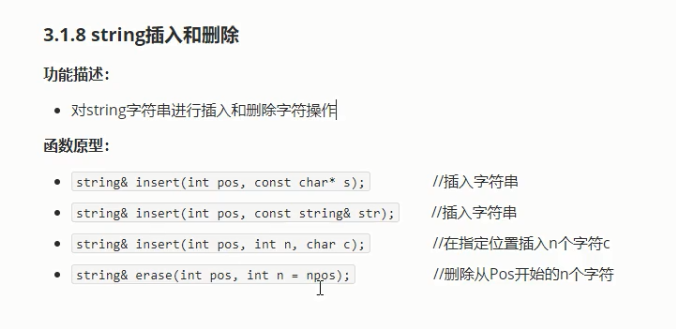 3.1.8 string插入和删除
功能描述：
对string字符串进行插入和删除字符操作
函数原型：
string& insert(int pos, const char* s); //插入字符串
string& insert(int pos, const string& str); //插入字符串
string& insert(int pos, int n, char c); //在指定位置插入n个字符c
string& erase(int pos, int n = npos); //删除从Pos开始的n个字符